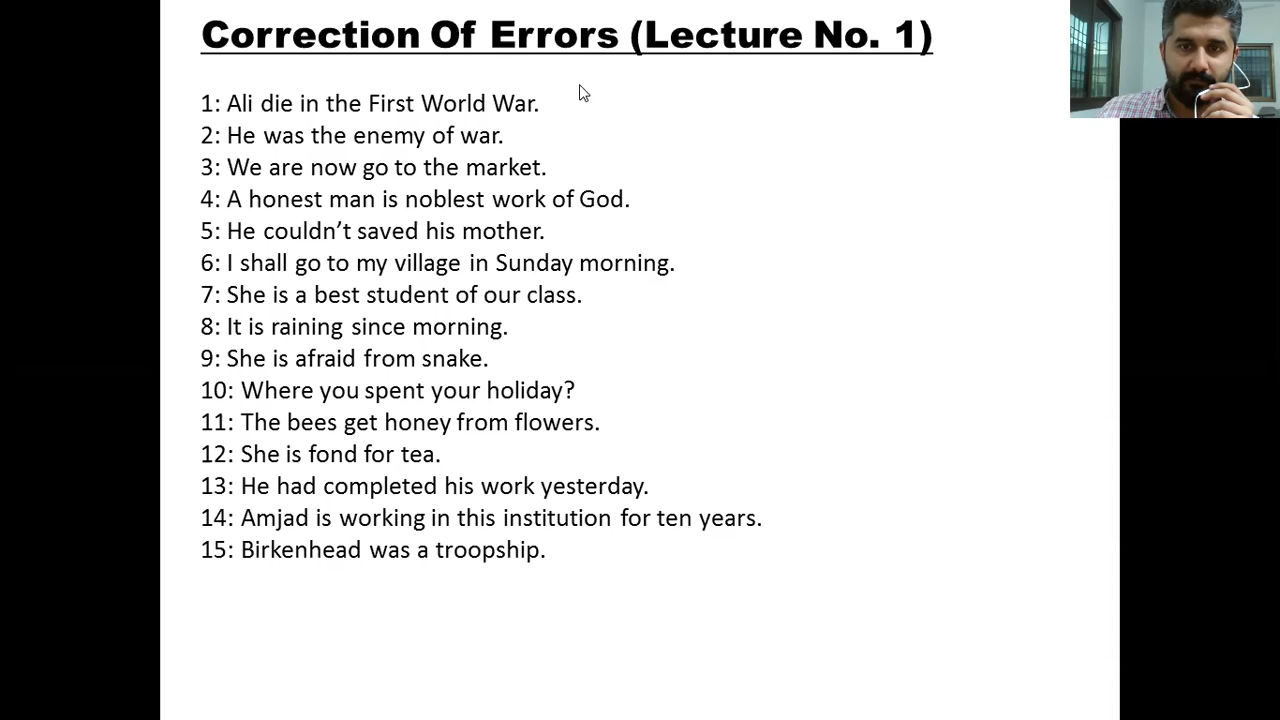 Correction Of Errors (Lecture No. 1)
1: Ali die in the First World War.
2: He was the enemy of war.
3: We are now go to the market.
4: A honest man is noblest work of God.
5: He couldn’t saved his mother.
6: I shall go to my village in Sunday morning.
7: She is a best student of our class.
8: It is raining since morning.
9: She is afraid from snake.
10: Where you spent your holiday?
11: The bees get honey from flowers.
12: She is fond for tea.
13: He had completed his work yesterday.
14: Amjad is working in this institution for ten years.
15: Birkenhead was a troopship.